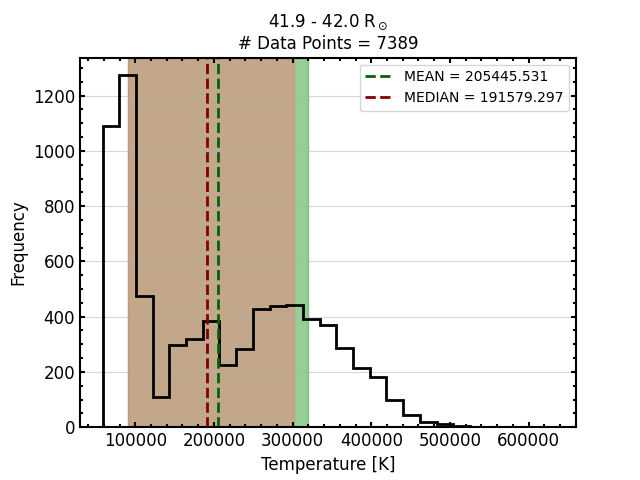 41.9 - 42.0 R⊙
# Data Points = 7389
MEAN = 205445.531
MEDIAN = 191579.297
Frequency
1200
1000
800
600
400
200
0
100000 200000 300000 400000 500000 600000
Temperature [K]